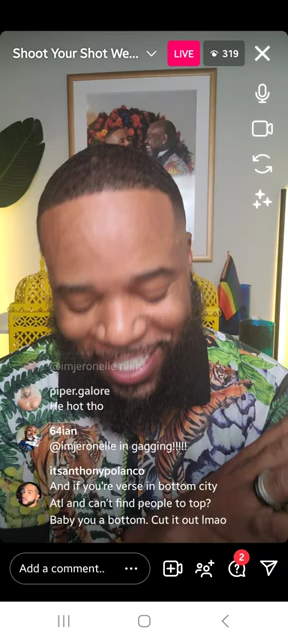 Shoot Your Shot We...
LIVE
319
@imjeronelle
piper.galore
He hot tho
64ian
@imjeronelle in gagging!!!!!
itsanthonypolanco
And if you're verse in bottom city
Atl and can't find people to top?
Baby you a bottom. Cut it out lmao
Add a comment..
2